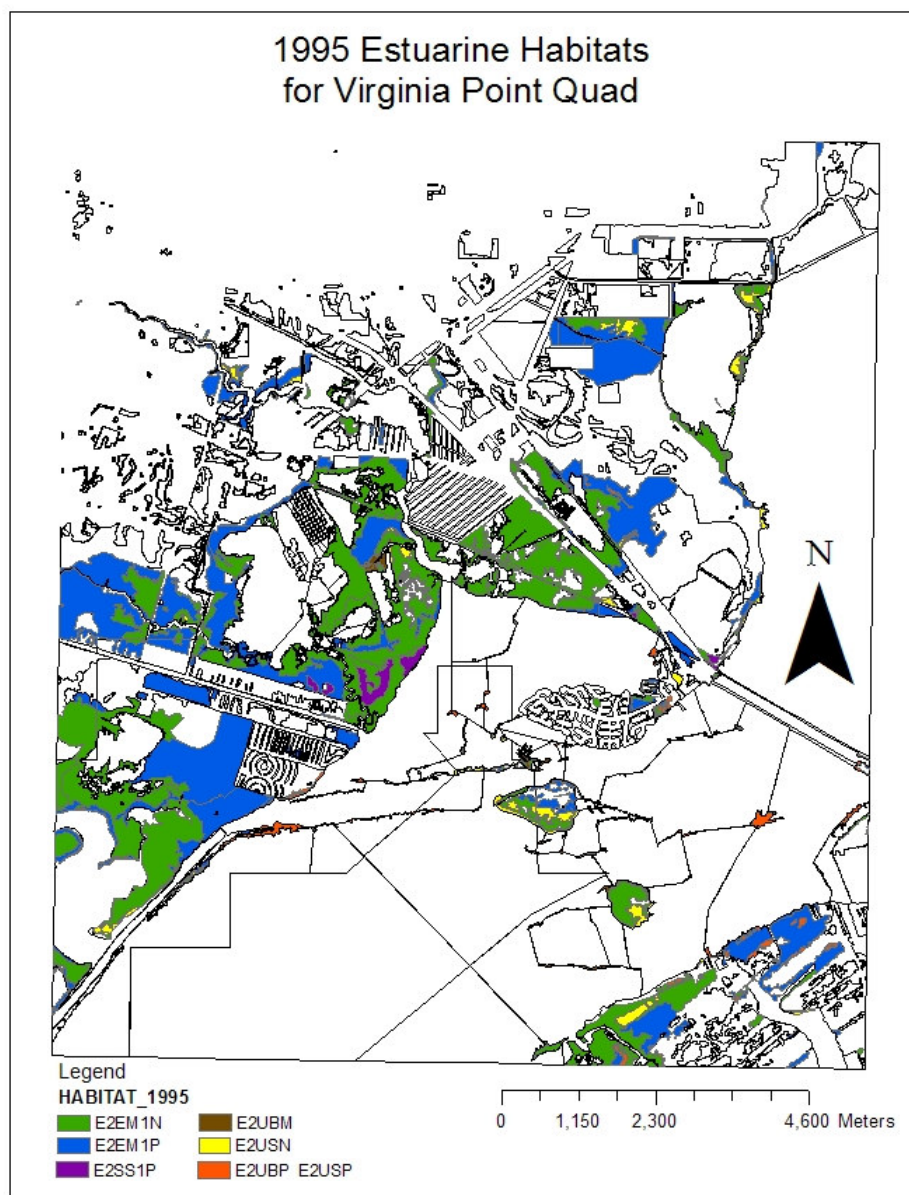 1995 Estuarine Habitats
for Virginia Point Quad
N
Legend
HABITAT_1995
E2EM1N
E2EM1P
E2SS1P
E2UBM
E2USN
E2UBP E2USP
0 1,150 2,300 4,600 Meters